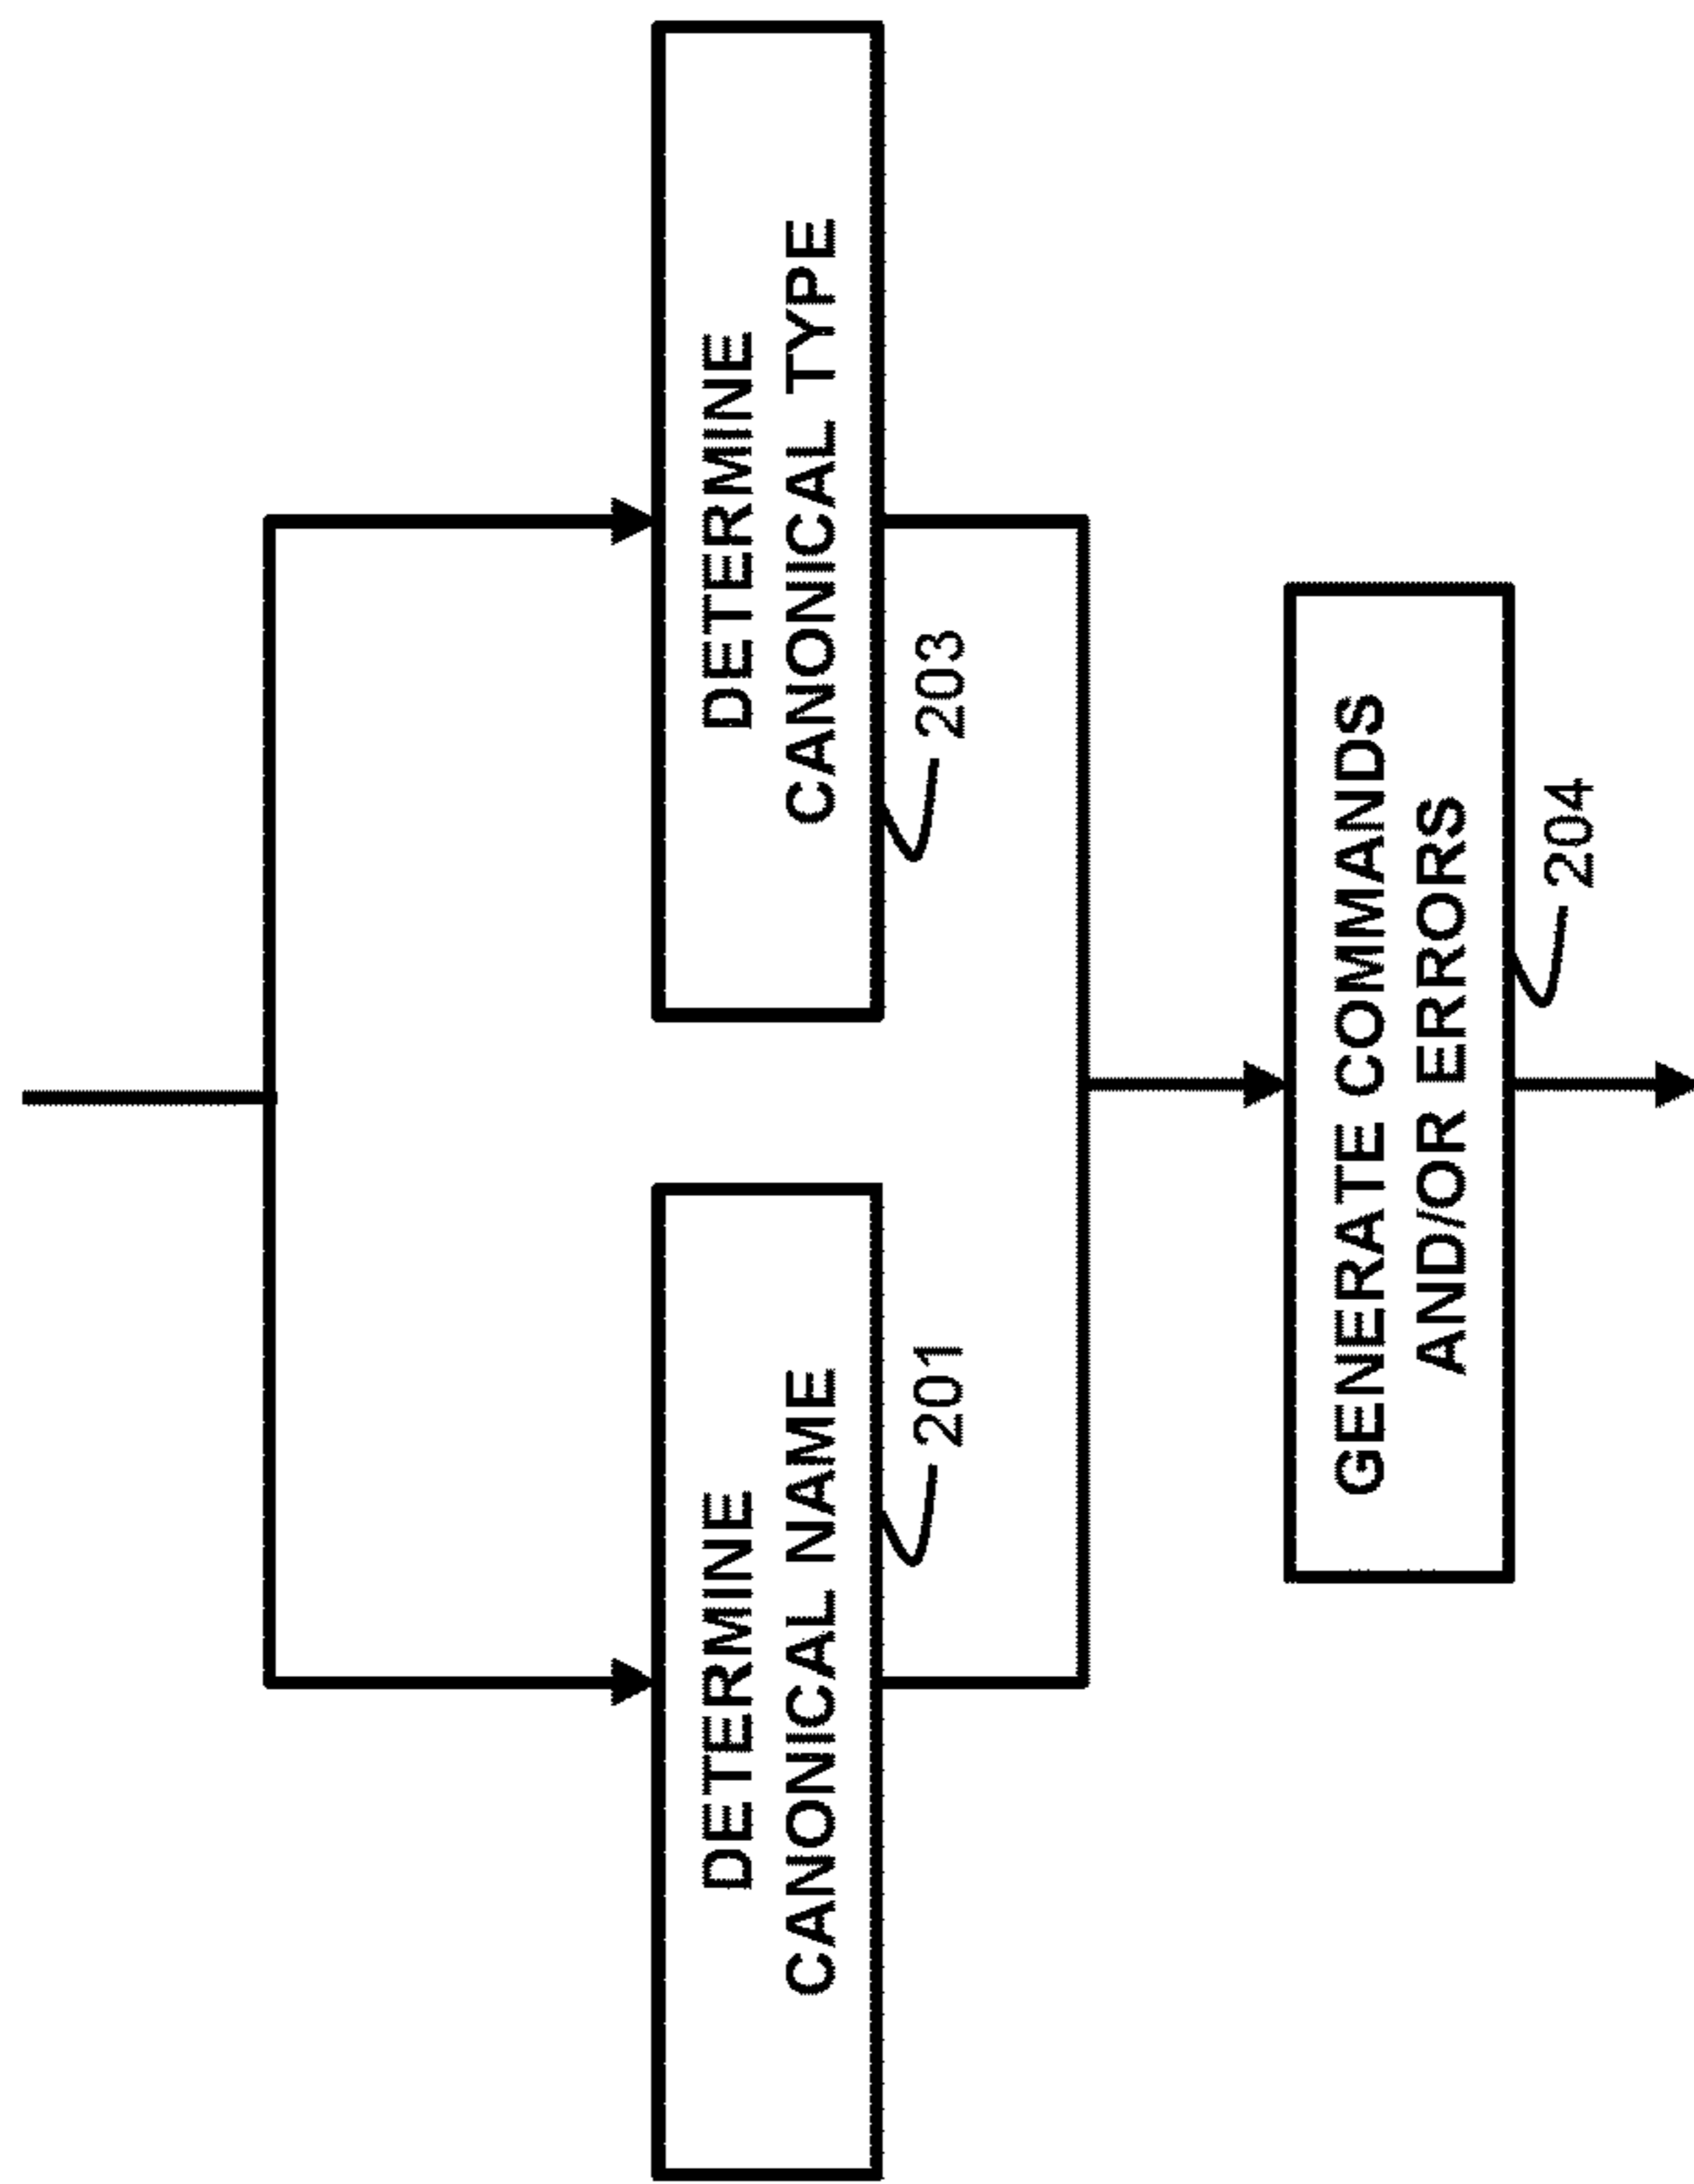 DETERMINE
CANONICAL NAME
201
DETERMINE
CANONICAL TYPE
203
GENERATE COMMANDS
AND/OR ERRORS
204